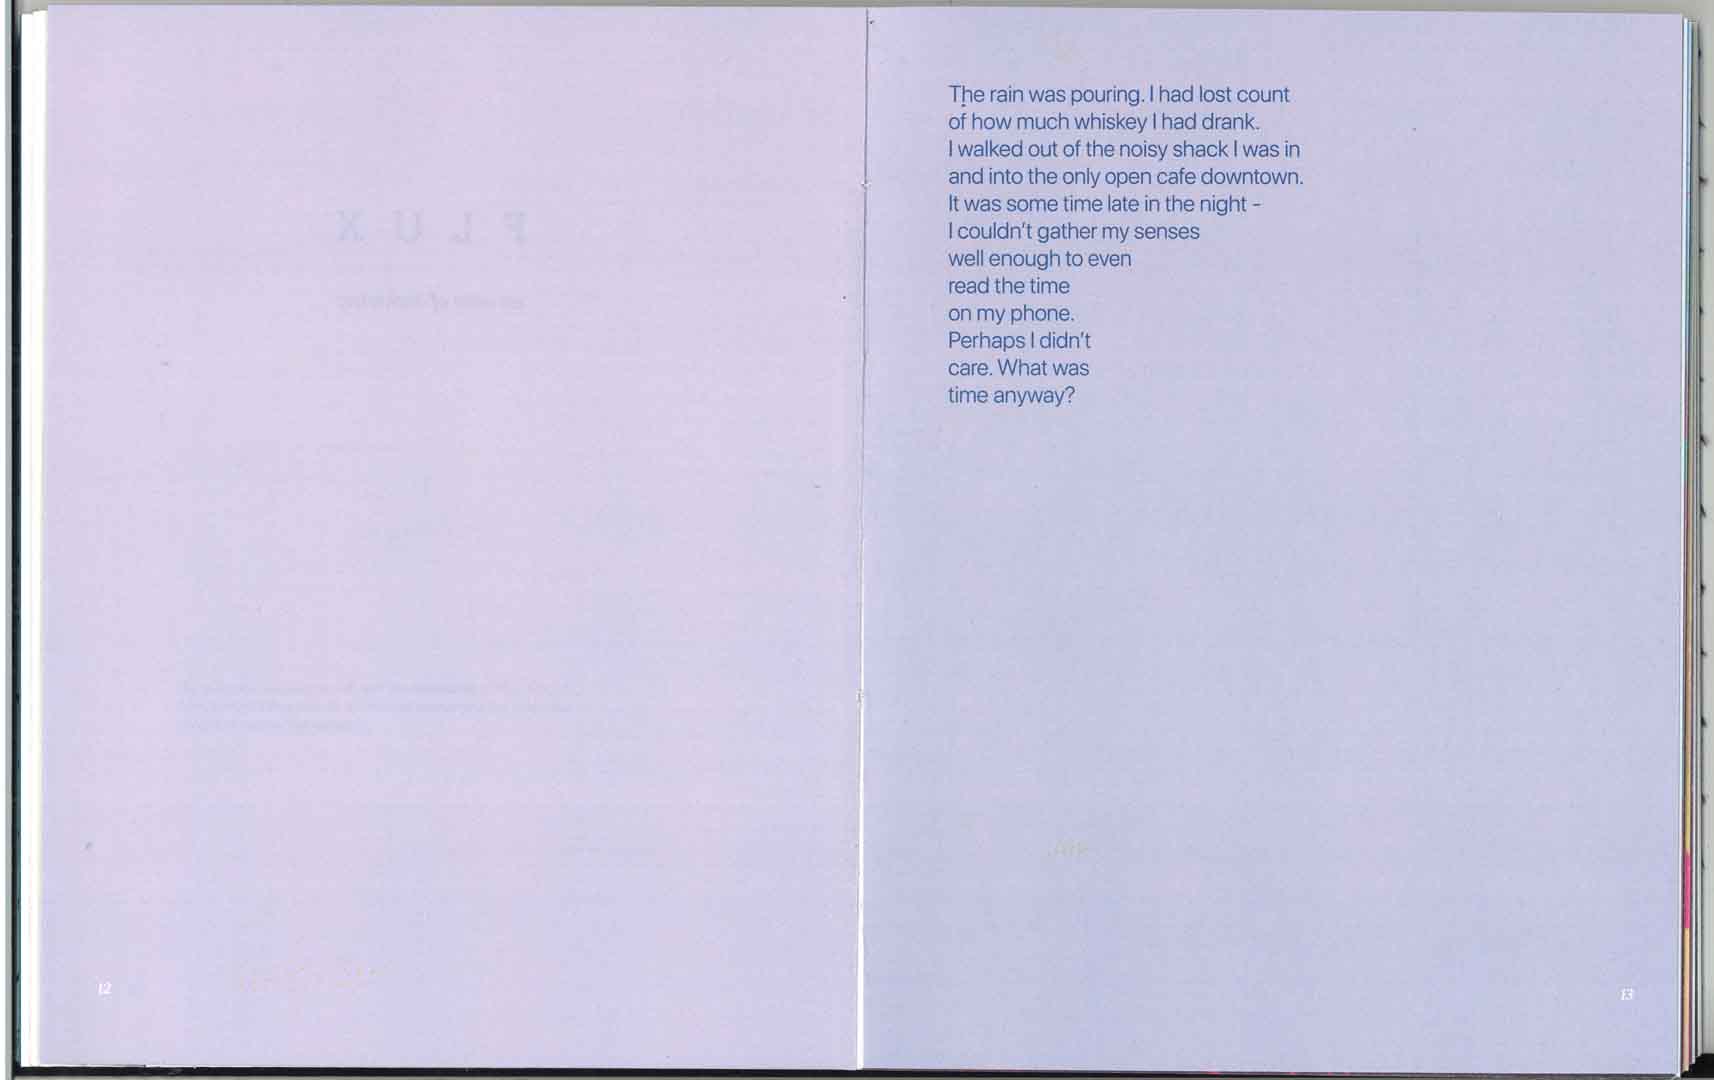 F L U X
The rain was pouring. I had lost count
of how much whiskey I had drank.
I walked out of the noisy shack I was in
and into the only open cafe downtown.
It was some time late in the night -
I couldn't gather my senses
well enough to even
read the time
on my phone.
Perhaps I didn't
care. What was
time anyway?
12
13